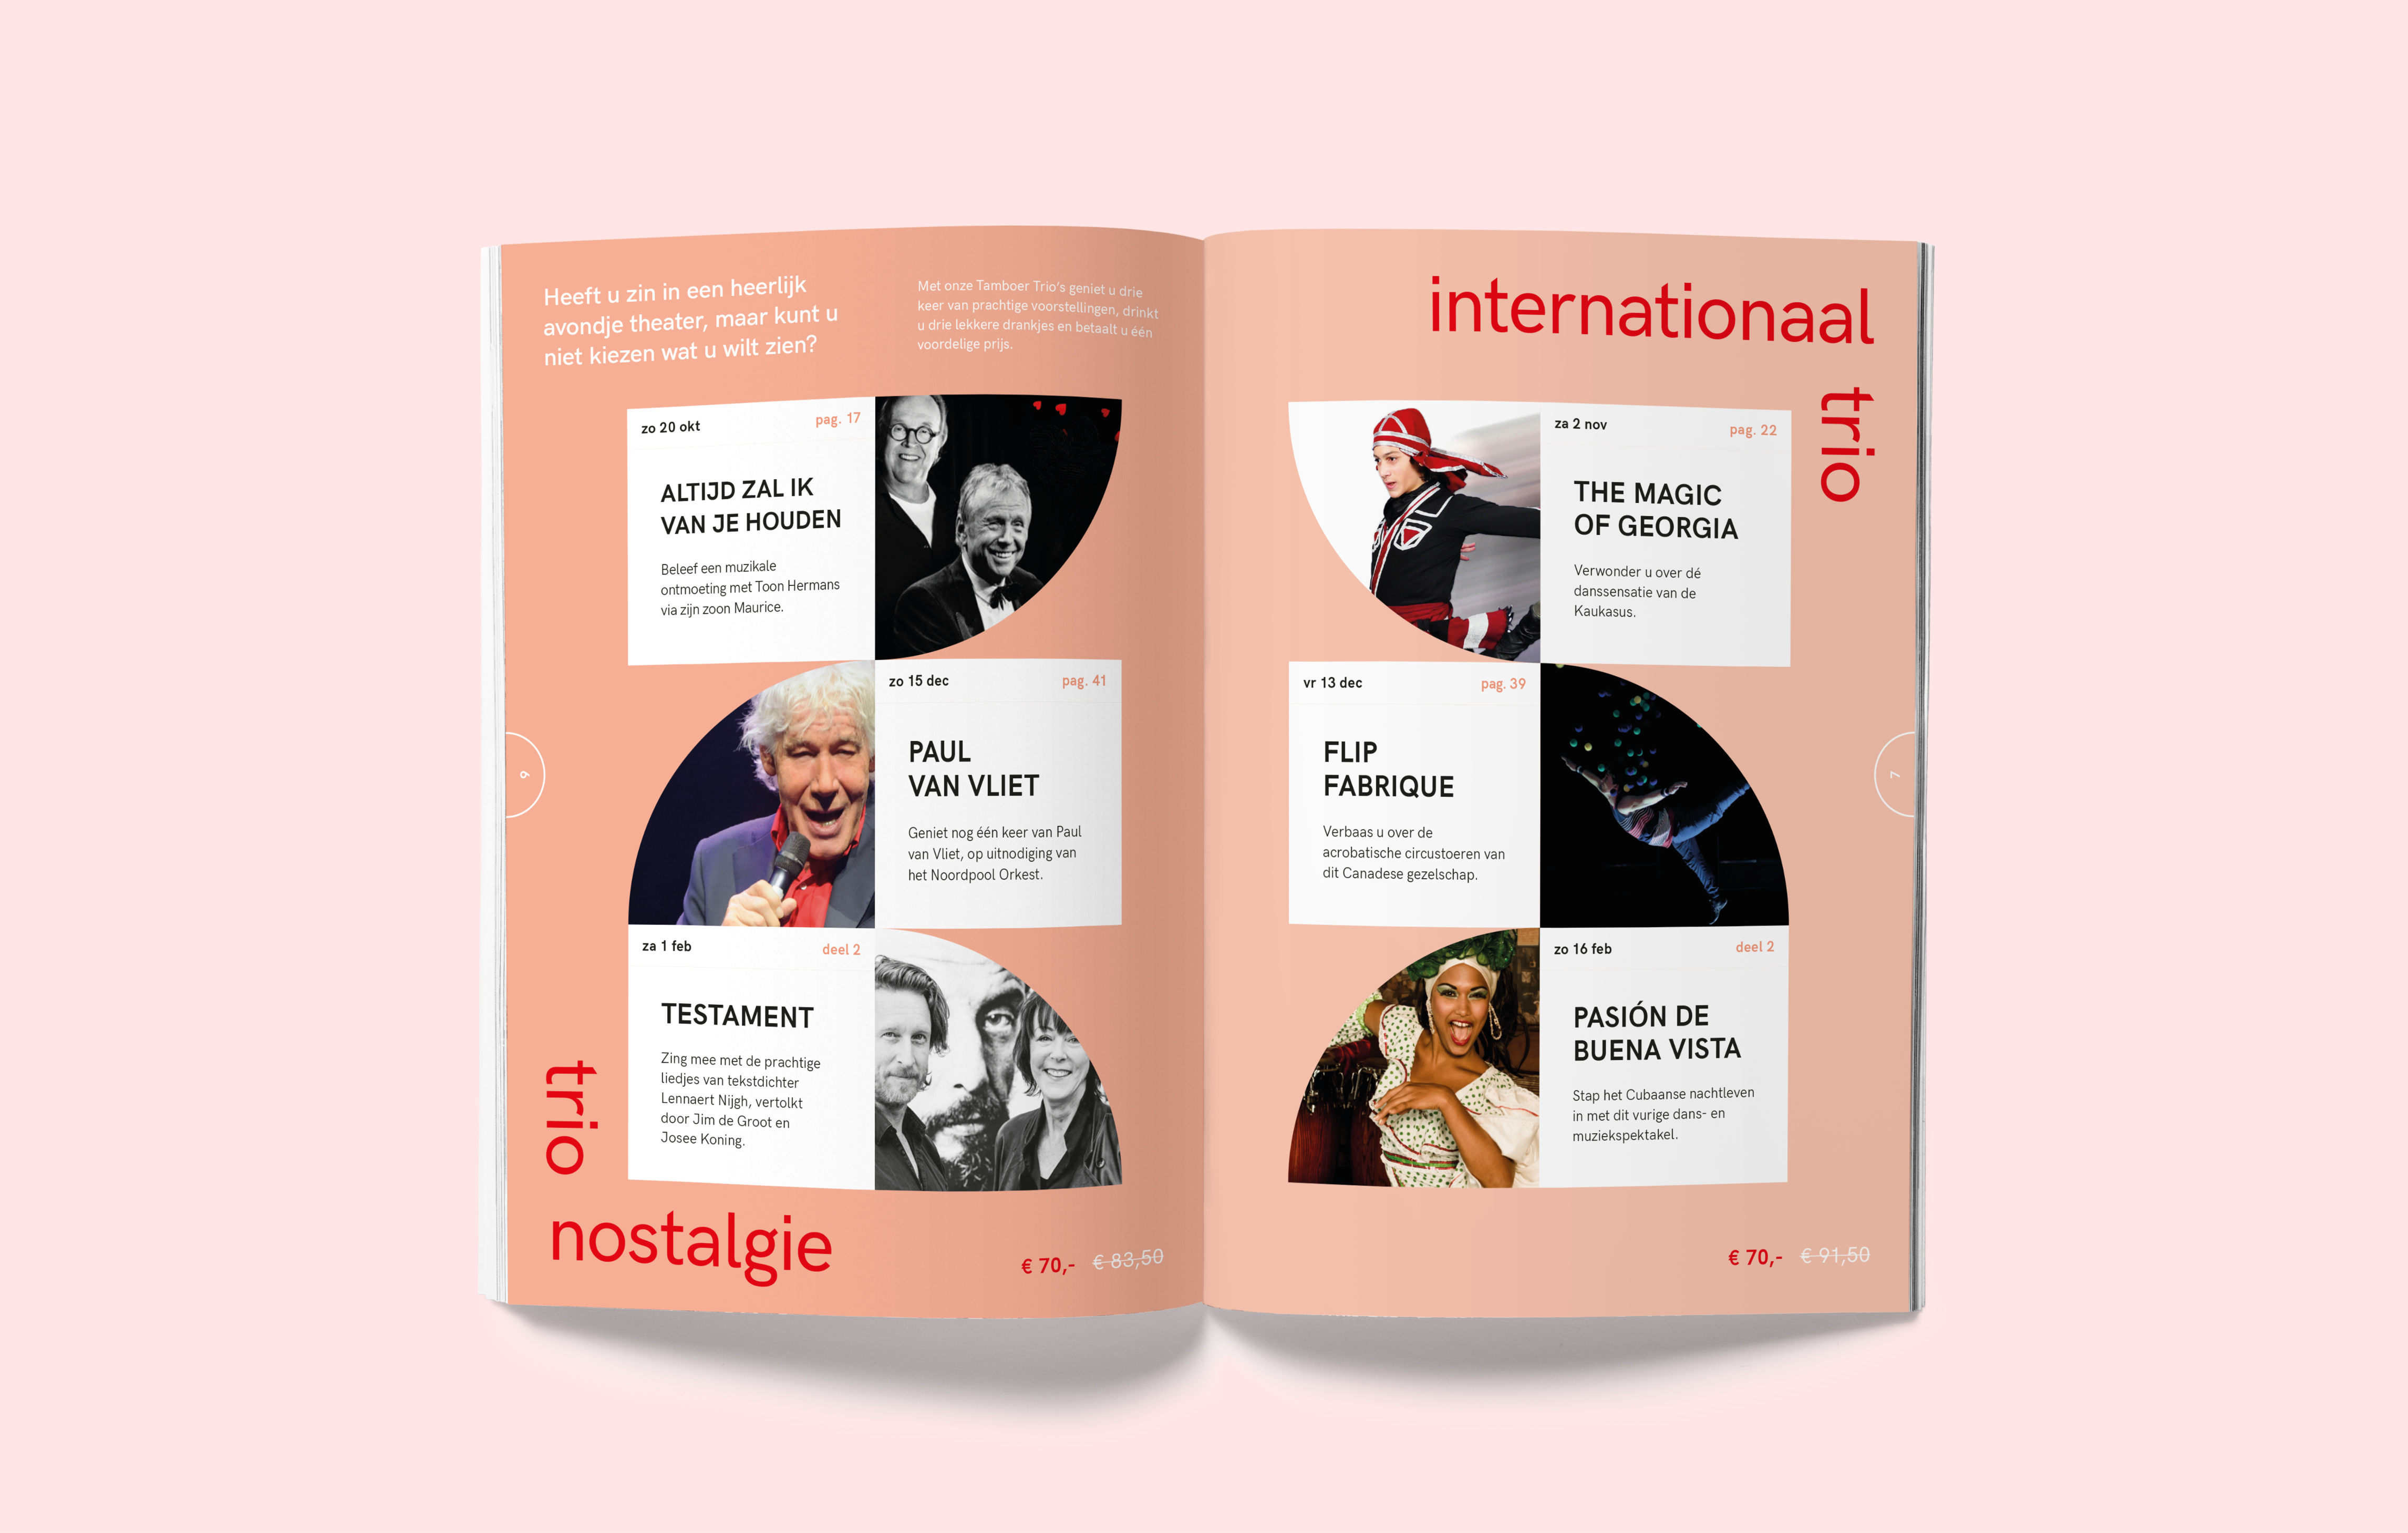 Heeft u zin in een heerlijk
avondje theater, maar kunt u
niet kiezen wat u wilt zien?
Met onze Tamboer Trio's geniet u drie
keer van prachtige voorstellingen, drinkt
u drie lekkere drankjes en betaalt u één
voordelige prijs.
zo 20 okt
pag. 17
ALTIJD ZAL IK
VAN JE HOUDEN
Beleef een muzikale
ontmoeting met Toon Hermans
via zijn zoon Maurice.
zo 15 dec
pag. 41
PAUL
VAN VLIET
Geniet nog één keer van Paul
van Vliet, op uitnodiging van
het Noordpool Orkest.
6
za 1 feb
deel 2
TESTAMENT
Zing mee met de prachtige
liedjes van tekstdichter
Lennaert Nijgh, vertolkt
door Jim de Groot en
Josee Koning.
trio
nostalgie
€ 70,-
€ 83,50
internationaal
trio
za 2 nov
pag. 22
THE MAGIC
OF GEORGIA
Verwonder u over dé
danssensatie van de
Kaukasus.
vr 13 dec
pag. 39
FLIP
FABRIQUE
Verbaas u over de
acrobatische circustoeren van
dit Canadese gezelschap.
7
zo 16 feb
deel 2
PASIÓN DE
BUENA VISTA
Stap het Cubaanse nachtleven
in met dit vurige dans- en
muziekspektakel.
€ 70,-
€ 91,50